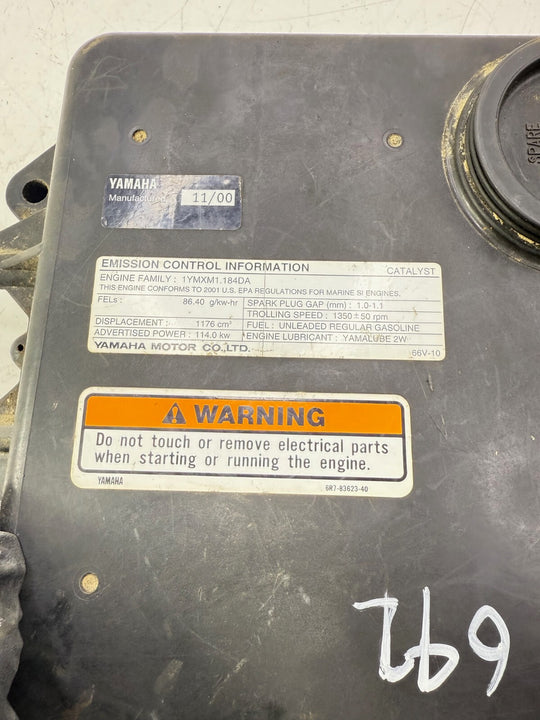 SPARE
YAMAHA
Manufactured 11/00
EMISSION CONTROL INFORMATION CATALYST
ENGINE FAMILY : 1YMXM1.184DA
THIS ENGINE CONFORMS TO 2001 U.S. EPA REGULATIONS FOR MARINE SI ENGINES.
FELs : 86.40 g/kw-hr SPARK PLUG GAP (mm) : 1.0-1.1
TROLLING SPEED : 1350±50 rpm
DISPLACEMENT : 1176 cm³ FUEL : UNLEADED REGULAR GASOLINE
ADVERTISED POWER : 114.0 kw ENGINE LUBRICANT : YAMALUBE 2W
YAMAHA MOTOR CO., LTD. 66V-10
WARNING
Do not touch or remove electrical parts
when starting or running the engine.
YAMAHA 6R7-83623-40
692